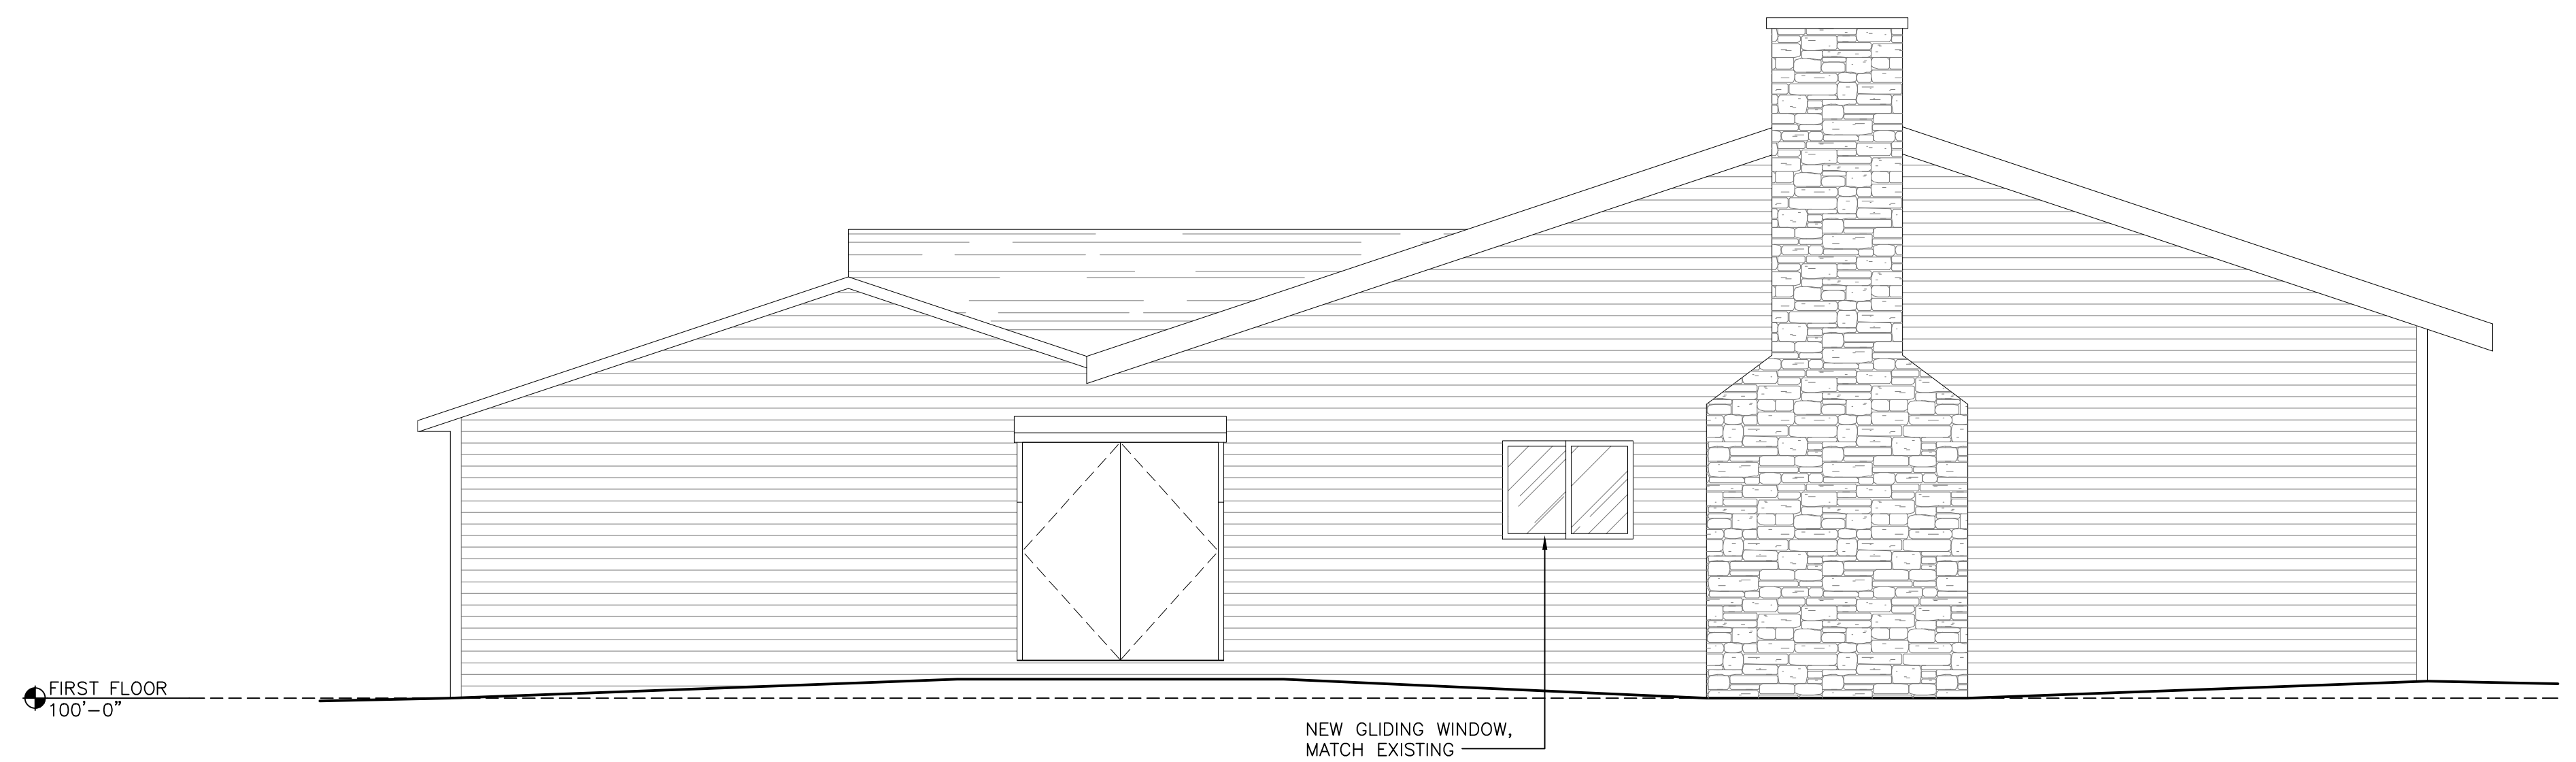 FIRST FLOOR
100'-0"
NEW GLIDING WINDOW,
MATCH EXISTING